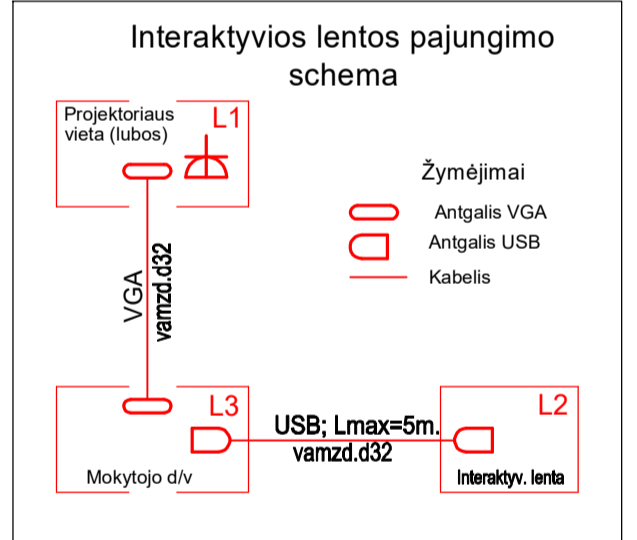 Interaktyvios lentos pajungimo
schema
Projektoriaus
vieta (lubos)
L1
Žymėjimai
Antgalis VGA
Antgalis USB
Kabelis
VGA
vamzd.d32
L3
Mokytojo d/v
USB; Lmax=5m.
vamzd.d32
L2
Interaktyv. lenta